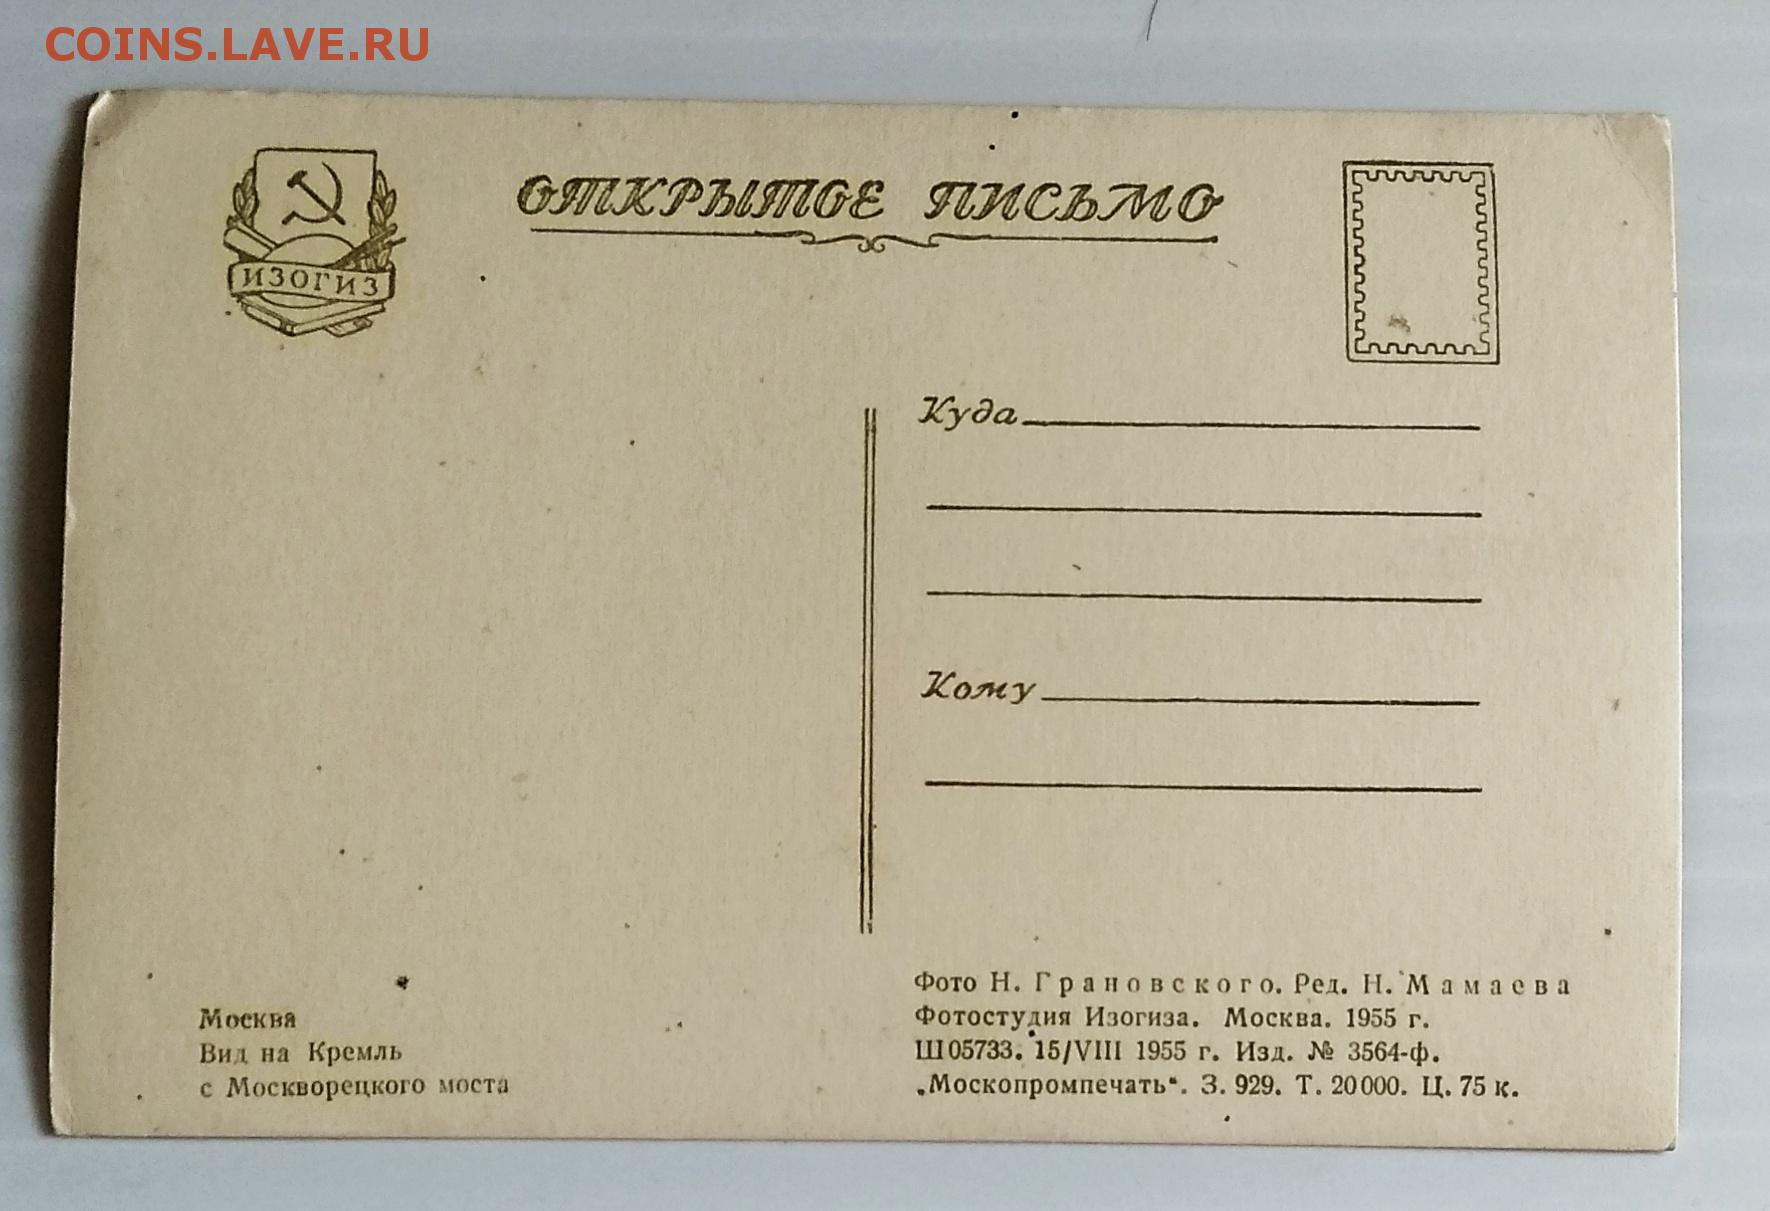 COINS.LAVE.RU
ИЗОГИЗ
ОТКРЫТОЕ ПИСЬМО
Куда
Кому
Москва
Вид на Кремль
с Москворецкого моста
Фото Н. Грановского. Ред. Н. Мамаева
Фотостудия Изогиза. Москва. 1955 г.
Ш05733. 15/VIII 1955 г. Изд. № 3564-ф.
„Москопромпечать“. З. 929. Т. 20000. Ц. 75 к.